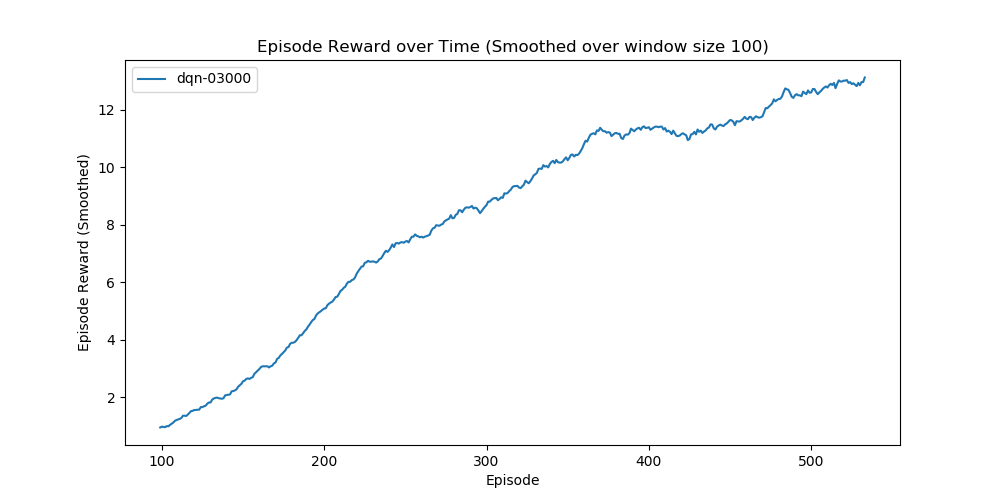 Episode Reward over Time (Smoothed over window size 100)
dqn-03000
Episode Reward (Smoothed)
12
10
8
6
4
2
100 200 300 400 500
Episode